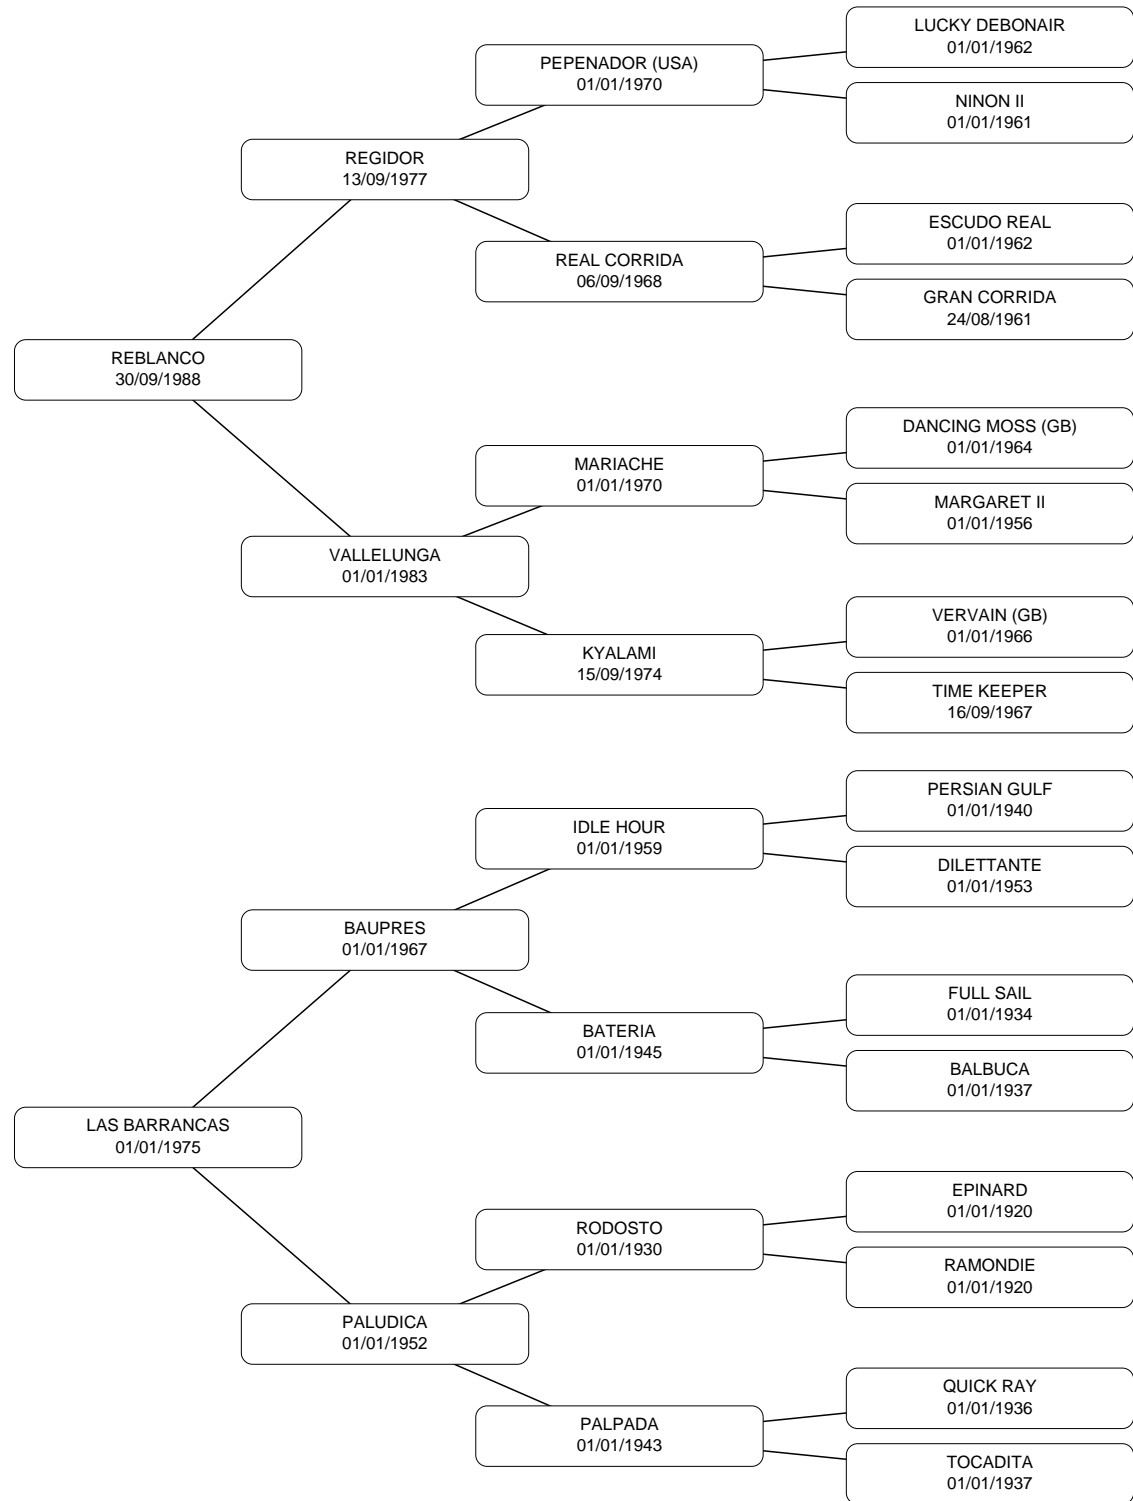 LUCKY DEBONAIR
01/01/1962
PEPENADOR (USA)
01/01/1970
NINON II
01/01/1961
REGIDOR
13/09/1977
ESCUDO REAL
01/01/1962
REAL CORRIDA
06/09/1968
GRAN CORRIDA
24/08/1961
REBLANCO
30/09/1988
DANCING MOSS (GB)
01/01/1964
MARIACHE
01/01/1970
MARGARET II
01/01/1956
VALLELUNGA
01/01/1983
VERVAIN (GB)
01/01/1966
KYALAMI
15/09/1974
TIME KEEPER
16/09/1967
PERSIAN GULF
01/01/1940
IDLE HOUR
01/01/1959
DILETTANTE
01/01/1953
BAUPRES
01/01/1967
FULL SAIL
01/01/1934
BATERIA
01/01/1945
BALBUCA
01/01/1937
LAS BARRANCAS
01/01/1975
EPINARD
01/01/1920
RODOSTO
01/01/1930
RAMONDIE
01/01/1920
PALUDICA
01/01/1952
QUICK RAY
01/01/1936
PALPADA
01/01/1943
TOCADITA
01/01/1937